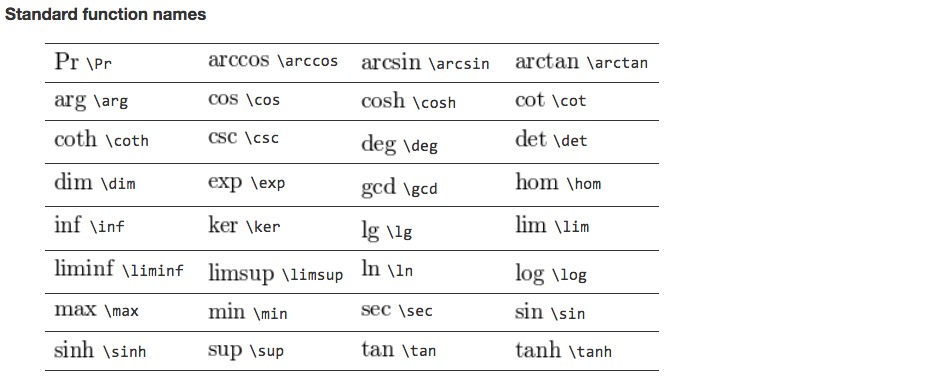 Standard function names
Pr \Pr arccos \arccos arcsin \arcsin arctan \arctan
arg \arg cos \cos cosh \cosh cot \cot
coth \coth csc \csc deg \deg det \det
dim \dim exp \exp gcd \gcd hom \hom
inf \inf ker \ker lg \lg lim \lim
liminf \liminf limsup \limsup ln \ln log \log
max \max min \min sec \sec sin \sin
sinh \sinh sup \sup tan \tan tanh \tanh